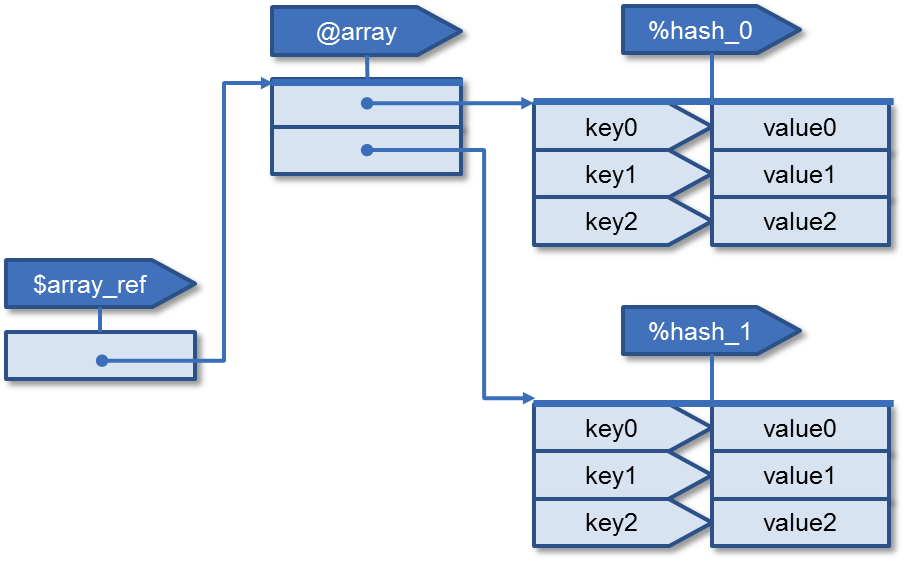 @array
%hash_0
key0 value0
key1 value1
key2 value2
$array_ref
%hash_1
key0 value0
key1 value1
key2 value2